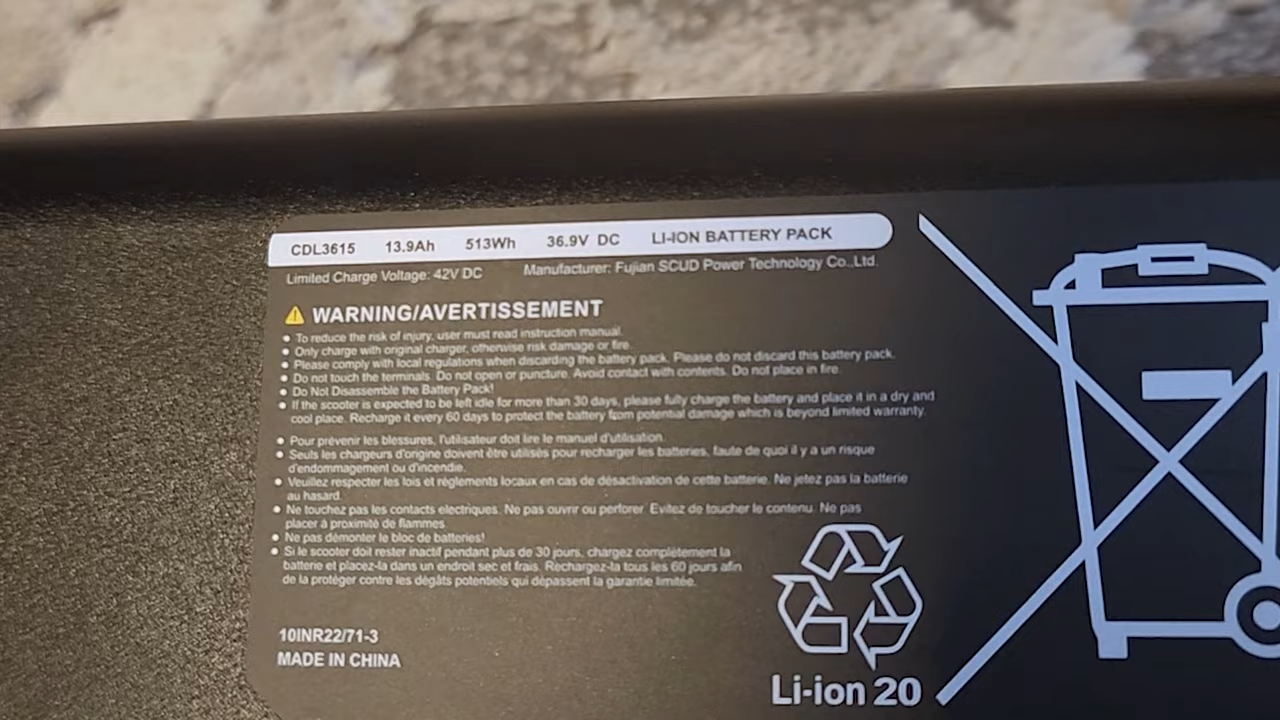 CDL3615 13.9Ah 513Wh 36.9V DC LI-ION BATTERY PACK
Limited Charge Voltage: 42V DC Manufacturer: Fujian SCUD Power Technology Co.,Ltd.
WARNING/AVERTISSEMENT
• To reduce the risk of injury, user must read instruction manual.
• Only charge with original charger, otherwise risk damage or fire.
• Please comply with local regulations when discarding the battery pack. Please do not discard this battery pack.
• Do not touch the terminals. Do not open or puncture. Avoid contact with contents. Do not place in fire.
• Do Not Disassemble the Battery Pack!
• If the scooter is expected to be left idle for more than 30 days, please fully charge the battery and place it in a dry and
cool place. Recharge it every 60 days to protect the battery from potential damage which is beyond limited warranty.
• Pour prévenir les blessures, l'utilisateur doit lire le manuel d'utilisation.
• Seuls les chargeurs d'origine doivent être utilisés pour recharger les batteries, faute de quoi il y a un risque
d'endommagement ou d'incendie.
• Veuillez respecter les lois et règlements locaux en cas de désactivation de cette batterie. Ne jetez pas la batterie
au hasard.
• Ne touchez pas les contacts electriques. Ne pas ouvrir ou perforer. Evitez de toucher le contenu. Ne pas
placer à proximité de flammes.
• Ne pas démonter le bloc de batteries!
• Si le scooter doit rester inactif pendant plus de 30 jours, chargez complètement la
batterie et placez-la dans un endroit sec et frais. Rechargez-la tous les 60 jours afin
de la protéger contre les dégâts potentiels qui dépassent la garantie limitée.
10INR22/71-3
MADE IN CHINA
Li-ion 20